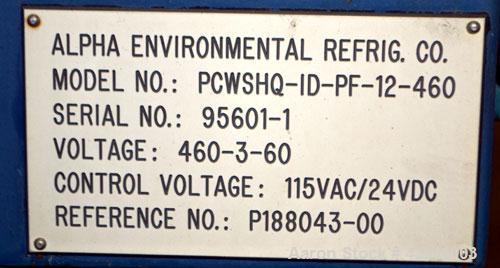 ALPHA ENVIRONMENTAL REFRIG. CO.
MODEL NO.: PCWSHQ-ID-PF-12-460
SERIAL NO.: 95601-1
VOLTAGE: 460-3-60
CONTROL VOLTAGE: 115VAC/24VDC
REFERENCE NO.: P188043-00